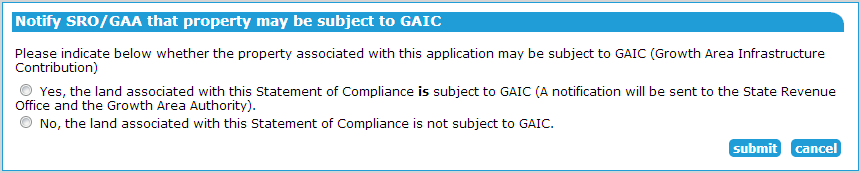 Notify SRO/GAA that property may be subject to GAIC
Please indicate below whether the property associated with this application may be subject to GAIC (Growth Area Infrastructure
Contribution)
Yes, the land associated with this Statement of Compliance is subject to GAIC (A notification will be sent to the State Revenue
Office and the Growth Area Authority).
No, the land associated with this Statement of Compliance is not subject to GAIC.
submit cancel